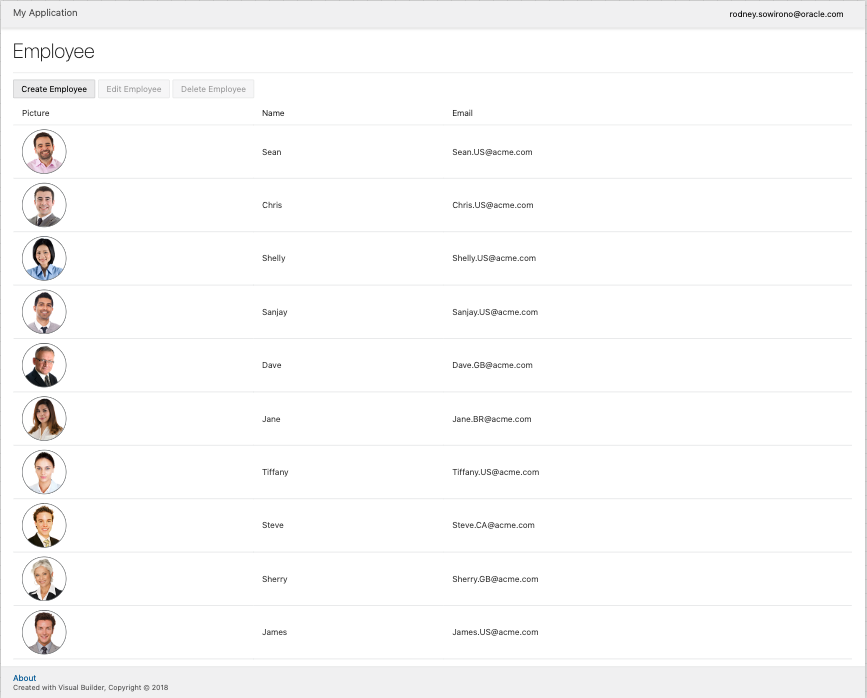 My Application
rodney.sowirono@oracle.com
Employee
Create Employee Edit Employee Delete Employee
Picture Name Email
Sean Sean.US@acme.com
Chris Chris.US@acme.com
Shelly Shelly.US@acme.com
Sanjay Sanjay.US@acme.com
Dave Dave.GB@acme.com
Jane Jane.BR@acme.com
Tiffany Tiffany.US@acme.com
Steve Steve.CA@acme.com
Sherry Sherry.GB@acme.com
James James.US@acme.com
About
Created with Visual Builder, Copyright © 2018